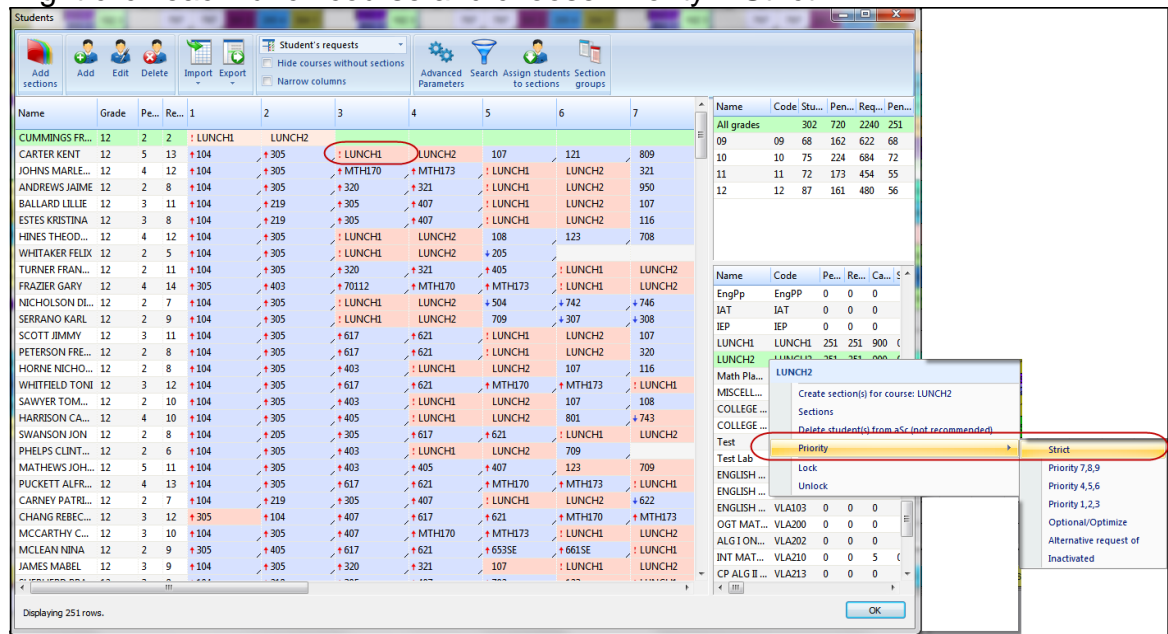 Students
Add sections
Add
Edit
Delete
Import
Export
Student's requests
Hide courses without sections
Narrow columns
Advanced Parameters
Search
Assign students to sections
Section groups
Name Grade Pe... Re... 1 2 3 4 5 6 7
CUMMINGS FR... 12 2 2 ! LUNCH1 LUNCH2
CARTER KENT 12 5 13 104 305 ! LUNCH1 LUNCH2 107 121 809
JOHNS MARLE... 12 4 12 104 305 MTH170 MTH173 ! LUNCH1 LUNCH2 321
ANDREWS JAIME 12 2 8 104 305 320 321 ! LUNCH1 LUNCH2 950
BALLARD LILLIE 12 3 11 104 219 305 407 ! LUNCH1 LUNCH2 107
ESTES KRISTINA 12 3 8 104 219 305 407 ! LUNCH1 LUNCH2 116
HINES THEOD... 12 4 12 104 305 ! LUNCH1 LUNCH2 108 123 708
WHITAKER FELIX 12 2 5 104 305 ! LUNCH1 LUNCH2 205
TURNER FRAN... 12 2 11 104 305 320 321 405 ! LUNCH1 LUNCH2
FRAZIER GARY 12 4 14 305 403 70112 MTH170 MTH173 ! LUNCH1 LUNCH2
NICHOLSON DI... 12 2 7 104 305 ! LUNCH1 LUNCH2 504 742 746
SERRANO KARL 12 2 9 104 305 ! LUNCH1 LUNCH2 709 307 308
SCOTT JIMMY 12 3 11 104 305 617 621 ! LUNCH1 LUNCH2 107
PETERSON FRE... 12 2 8 104 305 617 621 ! LUNCH1 LUNCH2 320
HORNE NICHO... 12 2 8 104 305 403 ! LUNCH1 LUNCH2 107 116
WHITFIELD TONI 12 3 12 104 305 617 621 MTH170 MTH173 ! LUNCH1
SAWYER TOM... 12 2 10 104 305 403 ! LUNCH1 LUNCH2 107 108
HARRISON CA... 12 4 10 104 305 405 ! LUNCH1 LUNCH2 801 743
SWANSON JON 12 2 8 104 205 305 617 621 ! LUNCH1 LUNCH2
PHELPS CLINT... 12 2 6 104 305 403 ! LUNCH1 LUNCH2 709
MATHEWS JOH... 12 5 11 104 305 403 405 407 123 709
PUCKETT ALFR... 12 4 13 104 305 617 621 MTH170 MTH173 ! LUNCH1
CARNEY PATRI... 12 2 7 104 219 305 407 ! LUNCH1 LUNCH2 622
CHANG REBEC... 12 3 12 305 104 407 617 621 MTH170 MTH173
MCCARTHY C... 12 3 10 104 305 407 MTH170 MTH173 ! LUNCH1 LUNCH2
MCLEAN NINA 12 2 9 305 405 617 621 653SE 661SE ! LUNCH1
JAMES MABEL 12 3 9 104 305 320 321 107 ! LUNCH1 LUNCH2
Displaying 251 rows.
Name Code Stu... Pen... Req... Pen...
All grades 302 720 2240 251
09 09 68 162 622 68
10 10 75 224 684 72
11 11 72 173 454 55
12 12 87 161 480 56
Name Code Pe... Re... Ca... S
EngPp EngPP 0 0 0
IAT IAT 0 0 0
IEP IEP 0 0 0
LUNCH1 LUNCH1 251 251 900
LUNCH2 LUNCH2 251 251 900
Math Pla...
MISCELL...
COLLEGE ...
COLLEGE ...
Test
Test Lab
ENGLISH ...
ENGLISH ...
ENGLISH ... VLA103 0 0 0
OGT MAT... VLA200 0 0 0
ALG I ON... VLA202 0 0 0
INT MAT... VLA210 0 0 5
CP ALG II ... VLA213 0 0 0
LUNCH2
Create section(s) for course: LUNCH2
Sections
Delete student(s) from aSc (not recommended)
Priority
Lock
Unlock
Strict
Priority 7,8,9
Priority 4,5,6
Priority 1,2,3
Optional/Optimize
Alternative request of
Inactivated
OK